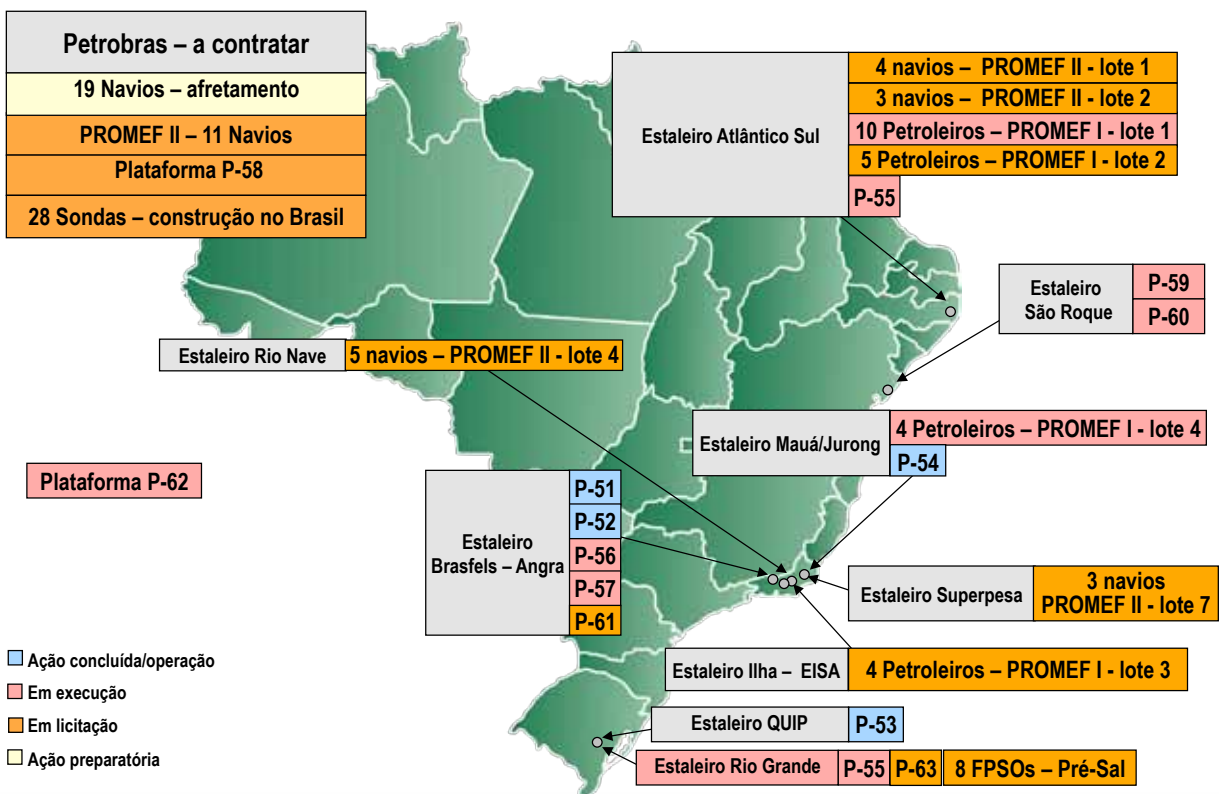 Petrobras – a contratar
19 Navios – afretamento
PROMEF II – 11 Navios
Plataforma P-58
28 Sondas – construção no Brasil
Estaleiro Atlântico Sul
4 navios – PROMEF II - lote 1
3 navios – PROMEF II - lote 2
10 Petroleiros – PROMEF I - lote 1
5 Petroleiros – PROMEF I - lote 2
P-55
Estaleiro
São Roque
P-59
P-60
Estaleiro Rio Nave
5 navios – PROMEF II - lote 4
Estaleiro Mauá/Jurong
4 Petroleiros – PROMEF I - lote 4
P-54
Plataforma P-62
Estaleiro
Brasfels – Angra
P-51
P-52
P-56
P-57
P-61
Estaleiro Superpesa
3 navios
PROMEF II - lote 7
Estaleiro Ilha – EISA
4 Petroleiros – PROMEF I - lote 3
Estaleiro QUIP
P-53
Estaleiro Rio Grande
P-55
P-63
8 FPSOs – Pré-Sal
Ação concluída/operação
Em execução
Em licitação
Ação preparatória